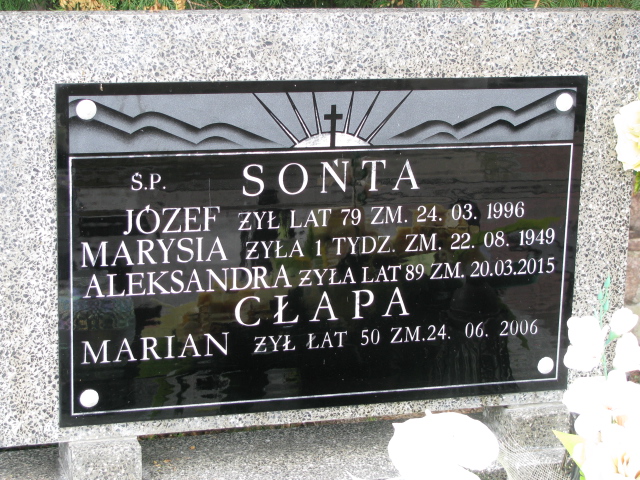 Ś.P. SOŃTA
JÓZEF ŻYŁ LAT 79 ZM. 24. 03. 1996
MARYSIA ŻYŁA 1 TYDZ. ZM. 22. 08. 1949
ALEKSANDRA ŻYŁA LAT 89 ZM. 20.03.2015
CŁAPA
MARIAN ŻYŁ ŁAT 50 ZM.24. 06. 2006